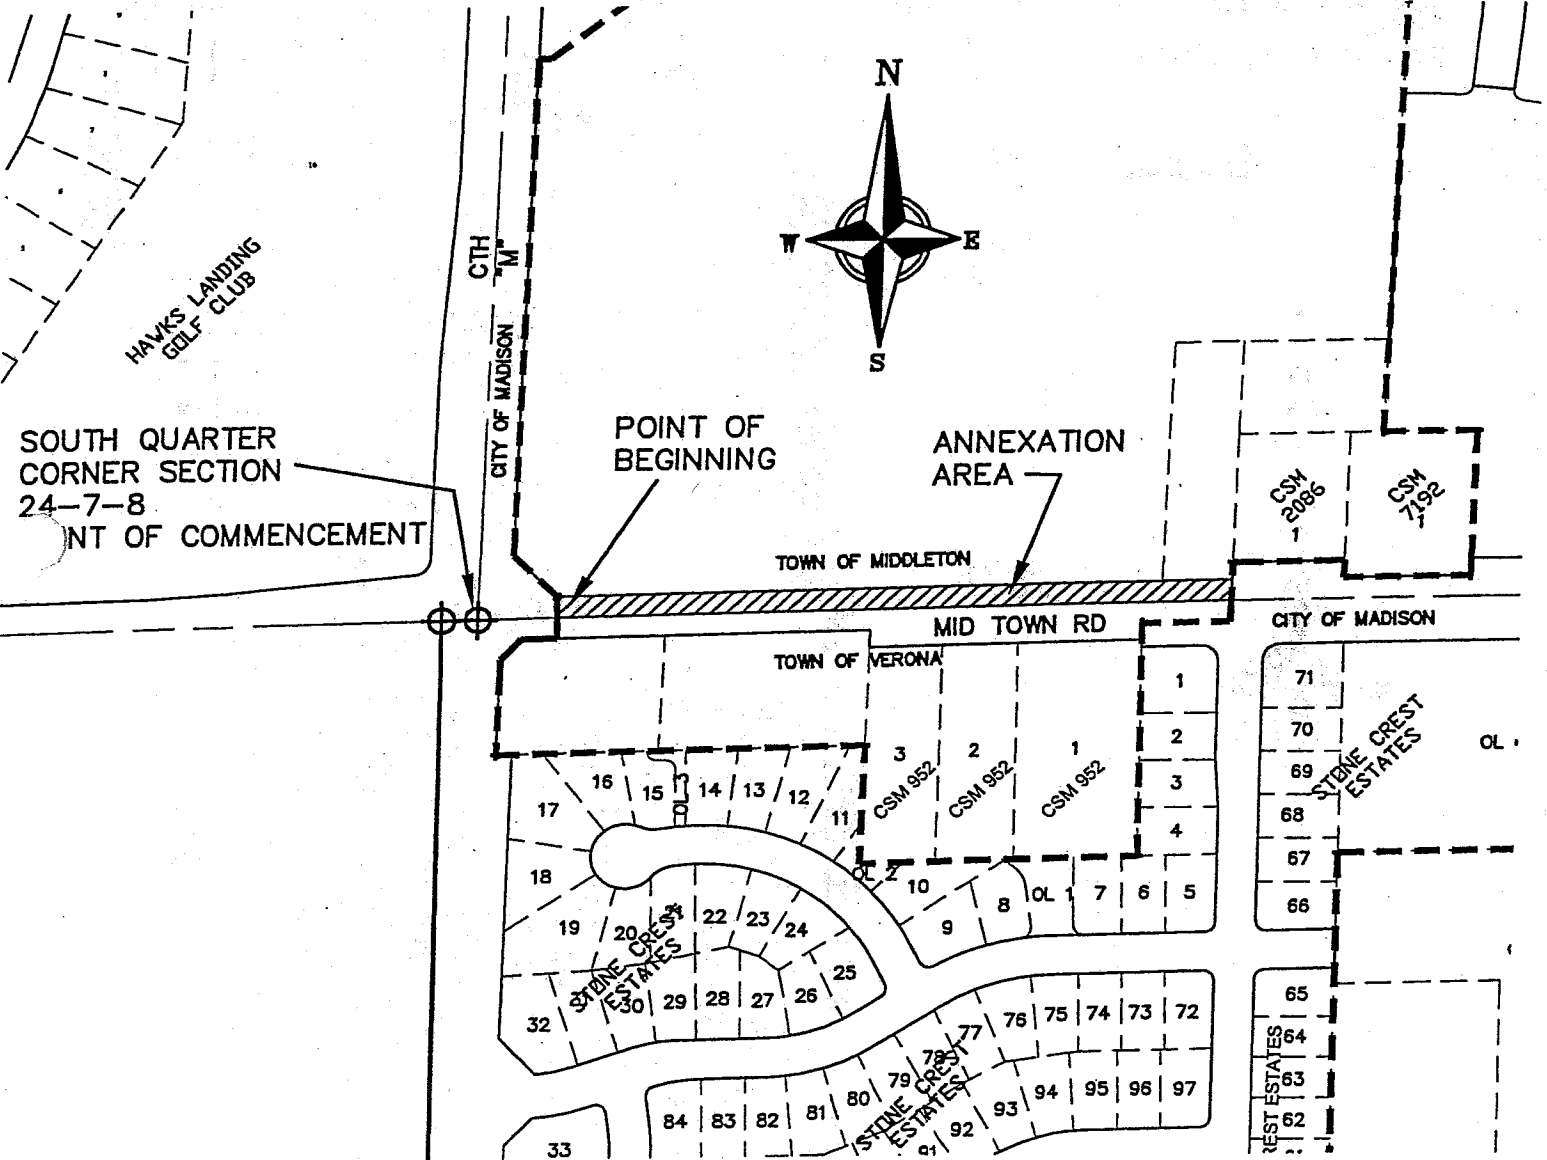 N
W
E
S
CTH
"M"
CITY OF MADISON
HAWKS LANDING
GOLF CLUB
SOUTH QUARTER
CORNER SECTION
24-7-8
NT OF COMMENCEMENT
POINT OF
BEGINNING
ANNEXATION
AREA
CSM
2086
1
CSM
7192
1
TOWN OF MIDDLETON
MID TOWN RD
CITY OF MADISON
TOWN OF VERONA
3
CSM 952
2
CSM 952
1
CSM 952
1
2
3
4
5
6
7
OL 1
8
9
10
OL 2
11
12
13
14
OL 3
15
16
17
18
19
20
21
22
23
24
25
26
27
28
29
30
32
STONE CREST
ESTATES
33
71
70
69
68
67
66
STONE CREST
ESTATES
OL
65
64
63
62
REST ESTATES
72
73
74
75
76
77
78
79
80
81
82
83
84
STONE CREST
ESTATES
91
92
93
94
95
96
97